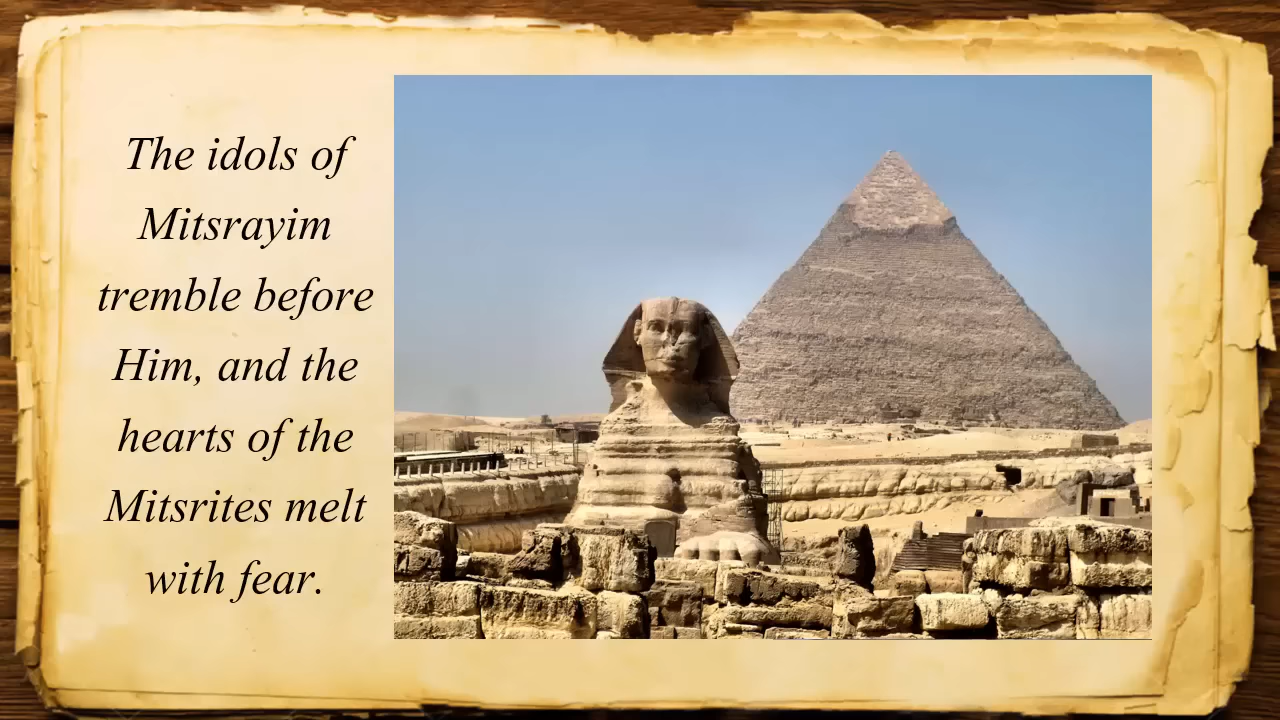 The idols of
Mitsrayim
tremble before
Him, and the
hearts of the
Mitsrites melt
with fear.